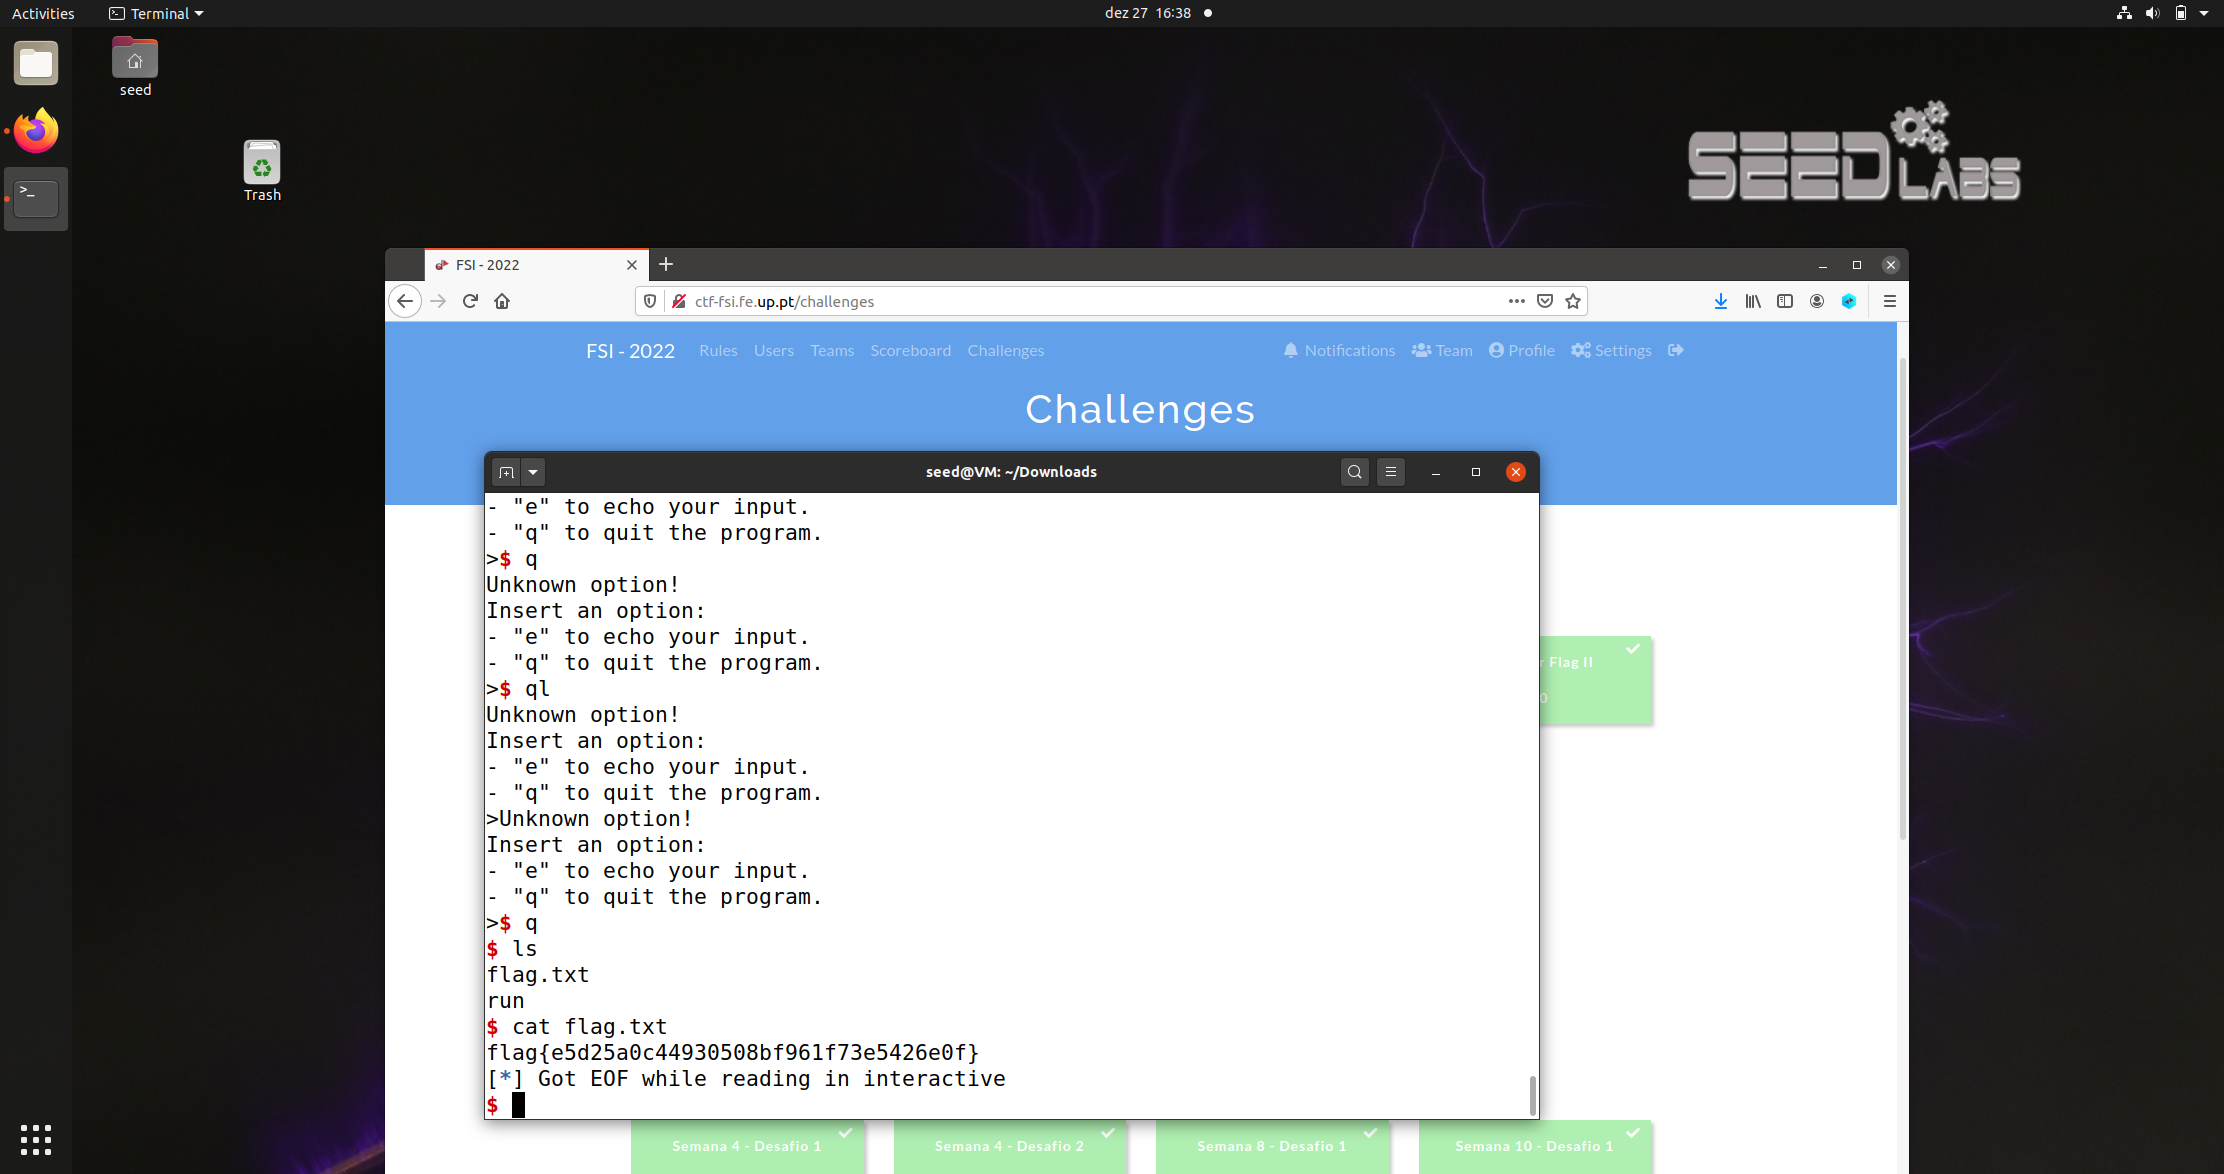 Activities
Terminal
dez 27 16:38
seed
Trash
SEED LABS
FSI - 2022
ctf-fsi.fe.up.pt/challenges
FSI - 2022
Rules
Users
Teams
Scoreboard
Challenges
Notifications
Team
Profile
Settings
Challenges
seed@VM: ~/Downloads
- "e" to echo your input.
- "q" to quit the program.
>$ q
Unknown option!
Insert an option:
- "e" to echo your input.
- "q" to quit the program.
>$ ql
Unknown option!
Insert an option:
- "e" to echo your input.
- "q" to quit the program.
>Unknown option!
Insert an option:
- "e" to echo your input.
- "q" to quit the program.
>$ q
$ ls
flag.txt
run
$ cat flag.txt
flag{e5d25a0c44930508bf961f73e5426e0f}
[*] Got EOF while reading in interactive
$
r Flag II
0
Semana 4 - Desafio 1
Semana 4 - Desafio 2
Semana 8 - Desafio 1
Semana 10 - Desafio 1